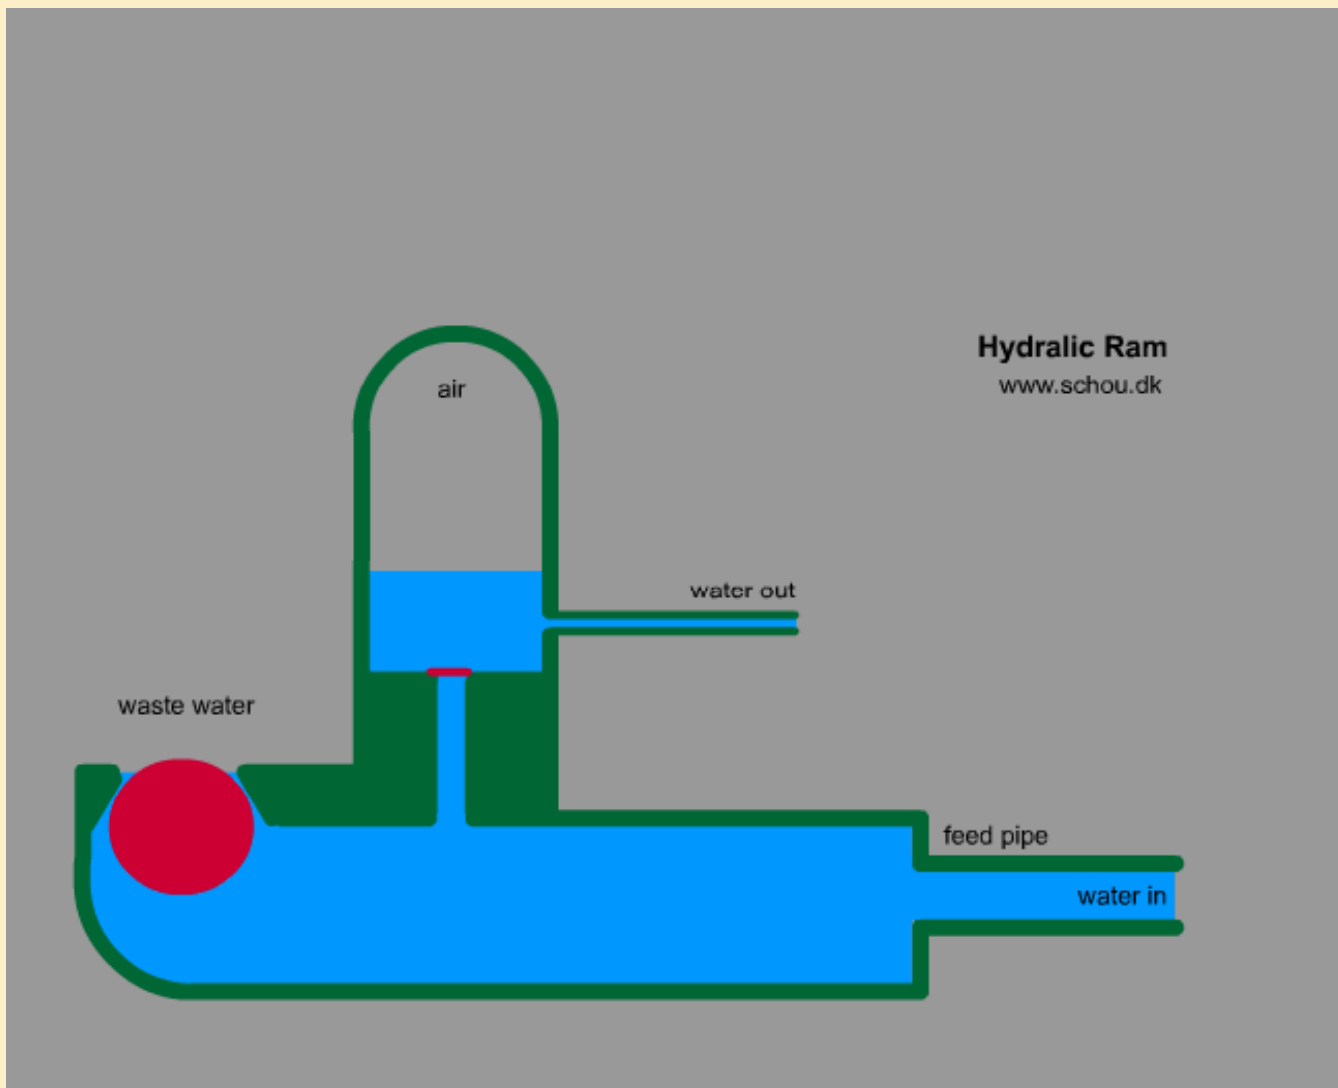 air
Hydralic Ram
www.schou.dk
water out
waste water
feed pipe
water in